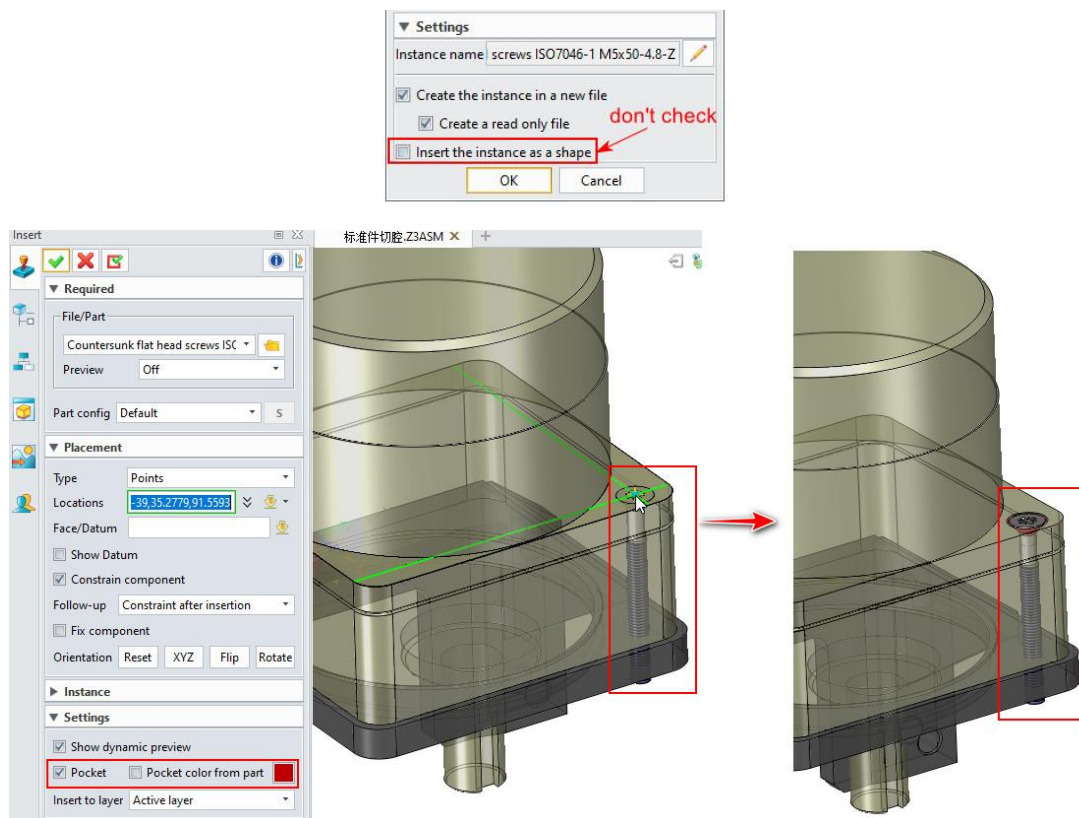 Settings
Instance name screws ISO7046-1 M5x50-4.8-Z
Create the instance in a new file
don't check
Create a read only file
Insert the instance as a shape
OK Cancel
Insert
标准件切腔.Z3ASM
Required
File/Part
Countersunk flat head screws ISC
Preview Off
Part config Default S
Placement
Type Points
Locations -39,35.2779,91.5593
Face/Datum
Show Datum
Constrain component
Follow-up Constraint after insertion
Fix component
Orientation Reset XYZ Flip Rotate
Instance
Settings
Show dynamic preview
Pocket Pocket color from part
Insert to layer Active layer